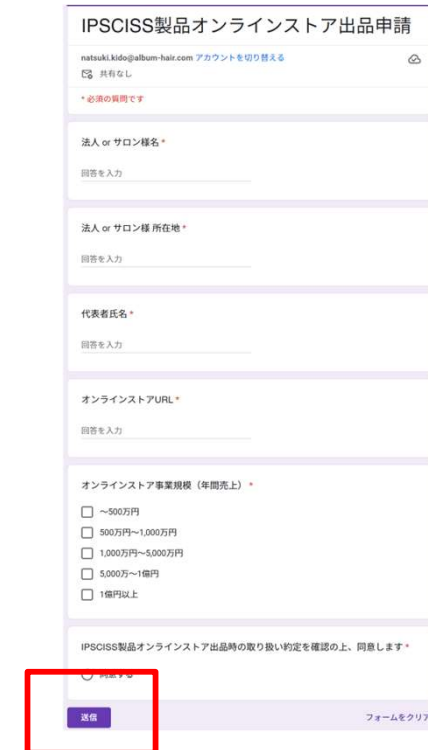 IPSCISS製品オンラインストア出品申請
natsuki.kido@album-hair.com アカウントを切り替える
共有なし
* 必須の質問です
法人 or サロン様名 *
回答を入力
法人 or サロン様 所在地 *
回答を入力
代表者氏名 *
回答を入力
オンラインストアURL *
回答を入力
オンラインストア事業規模（年間売上） *
～500万円
500万円～1,000万円
1,000万円～5,000万円
5,000万～1億円
1億円以上
IPSCISS製品オンラインストア出品時の取り扱い約定を確認の上、同意します *
同意する
送信 フォームをクリア